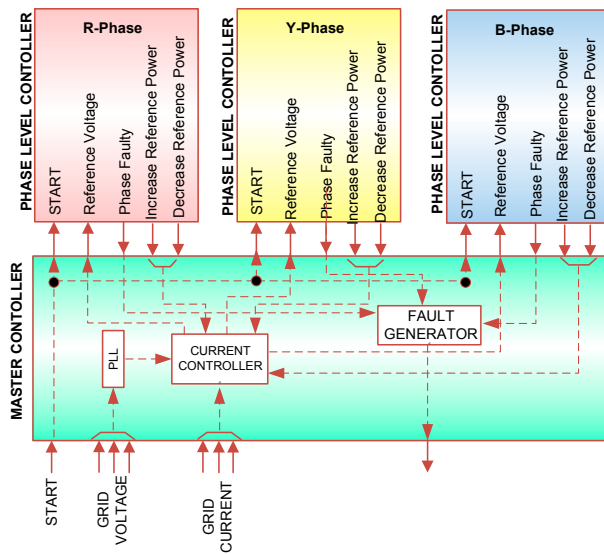 PHASE LEVEL CONTOLLER
R-Phase
START
Reference Voltage
Phase Faulty
Increase Reference Power
Decrease Reference Power
PHASE LEVEL CONTOLLER
Y-Phase
START
Reference Voltage
Phase Faulty
Increase Reference Power
Decrease Reference Power
PHASE LEVEL CONTOLLER
B-Phase
START
Reference Voltage
Phase Faulty
Increase Reference Power
Decrease Reference Power
MASTER CONTOLLER
PLL
CURRENT
CONTROLLER
FAULT
GENERATOR
START
GRID
VOLTAGE
GRID
CURRENT